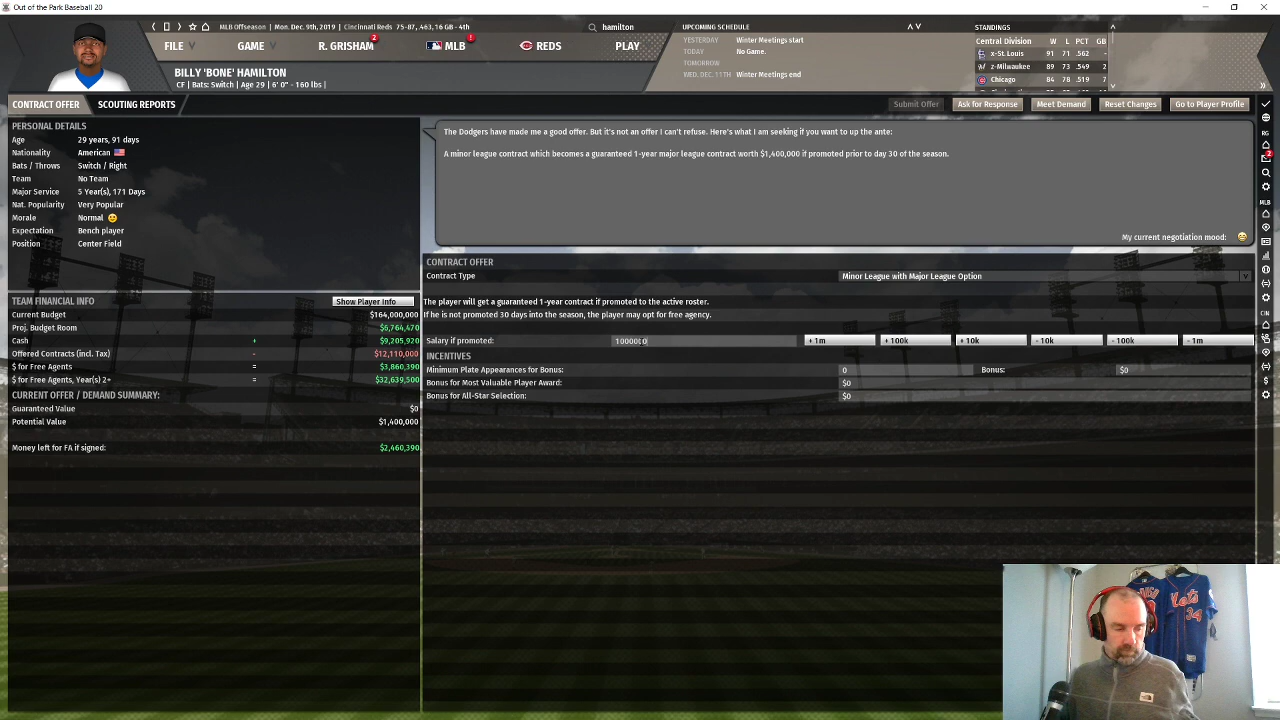 Out of the Park Baseball 20
MLB Offseason | Mon. Dec. 9th, 2019 | Cincinnati Reds 75-87, .463, 16 GB - 4th
hamilton
FILE GAME R. GRISHAM 2 MLB ! REDS PLAY
UPCOMING SCHEDULE
YESTERDAY Winter Meetings start
TODAY No Game.
TOMORROW
WED. DEC. 11TH Winter Meetings end
STANDINGS
Central Division W L PCT GB
x-St.Louis 91 71 .562 -
z-Milwaukee 89 73 .549 2
Chicago 84 78 .519 7
BILLY 'BONE' HAMILTON
CF | Bats: Switch | Age 29 | 6' 0" - 160 lbs |
CONTRACT OFFER SCOUTING REPORTS
Submit Offer Ask for Response Meet Demand Reset Changes Go to Player Profile
PERSONAL DETAILS
Age 29 years, 91 days
Nationality American
Bats / Throws Switch / Right
Team No Team
Major Service 5 Year(s), 171 Days
Nat. Popularity Very Popular
Morale Normal
Expectation Bench player
Position Center Field
The Dodgers have made me a good offer. But it's not an offer I can't refuse. Here's what I am seeking if you want to up the ante:
A minor league contract which becomes a guaranteed 1-year major league contract worth $1,400,000 if promoted prior to day 30 of the season.
My current negotiation mood:
TEAM FINANCIAL INFO Show Player Info
Current Budget $164,000,000
Proj. Budget Room $6,764,470
Cash + $9,205,920
Offered Contracts (incl. Tax) - $12,110,000
$ for Free Agents = $3,860,390
$ for Free Agents, Year(s) 2+ = $32,639,500
CURRENT OFFER / DEMAND SUMMARY:
Guaranteed Value $0
Potential Value $1,400,000
Money left for FA if signed: $2,460,390
CONTRACT OFFER
Contract Type Minor League with Major League Option
The player will get a guaranteed 1-year contract if promoted to the active roster.
If he is not promoted 30 days into the season, the player may opt for free agency.
Salary if promoted: 1000000 + 1m + 100k + 10k - 10k - 100k - 1m
INCENTIVES
Minimum Plate Appearances for Bonus: 0 Bonus: $0
Bonus for Most Valuable Player Award: $0
Bonus for All-Star Selection: $0
RG
2
MLB
CIN
Mets
34